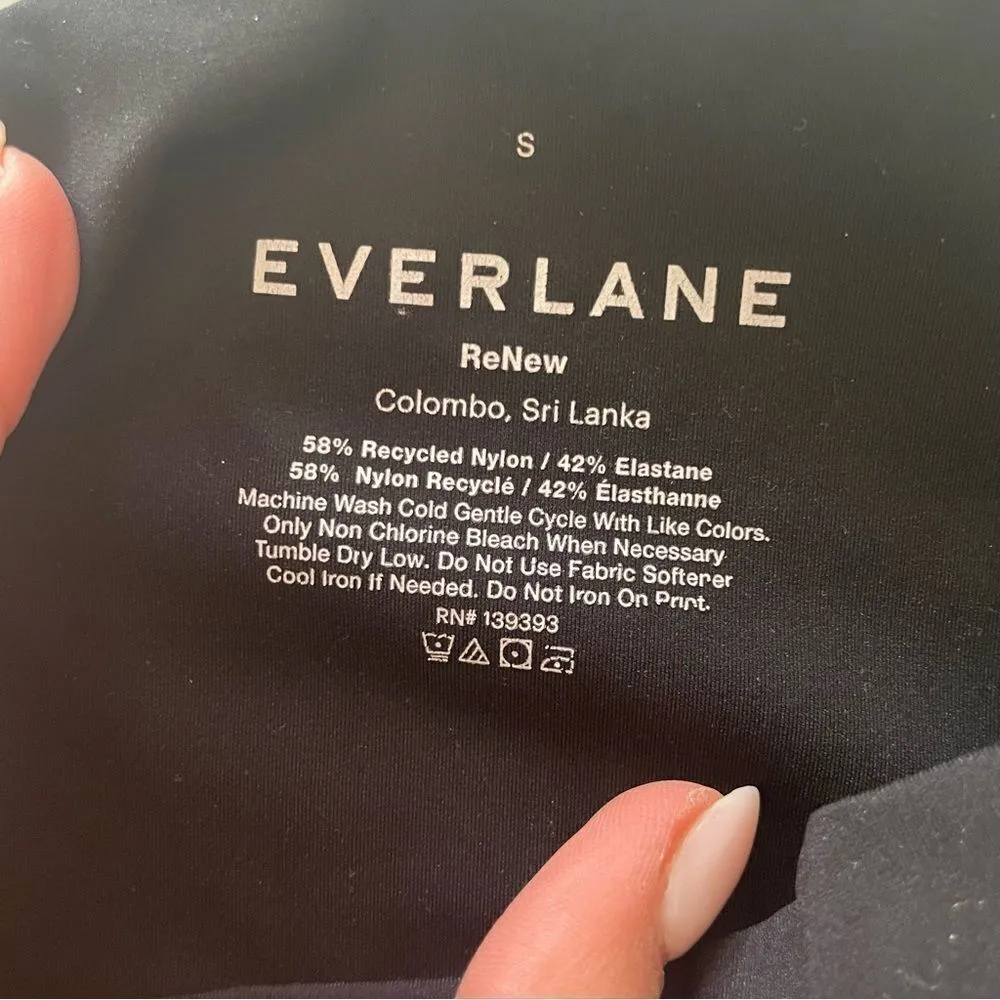 S
EVERLANE
ReNew
Colombo, Sri Lanka
58% Recycled Nylon / 42% Elastane
58% Nylon Recyclé / 42% Élasthanne
Machine Wash Cold Gentle Cycle With Like Colors.
Only Non Chlorine Bleach When Necessary
Tumble Dry Low. Do Not Use Fabric Softener
Cool Iron If Needed. Do Not Iron On Print.
RN# 139393